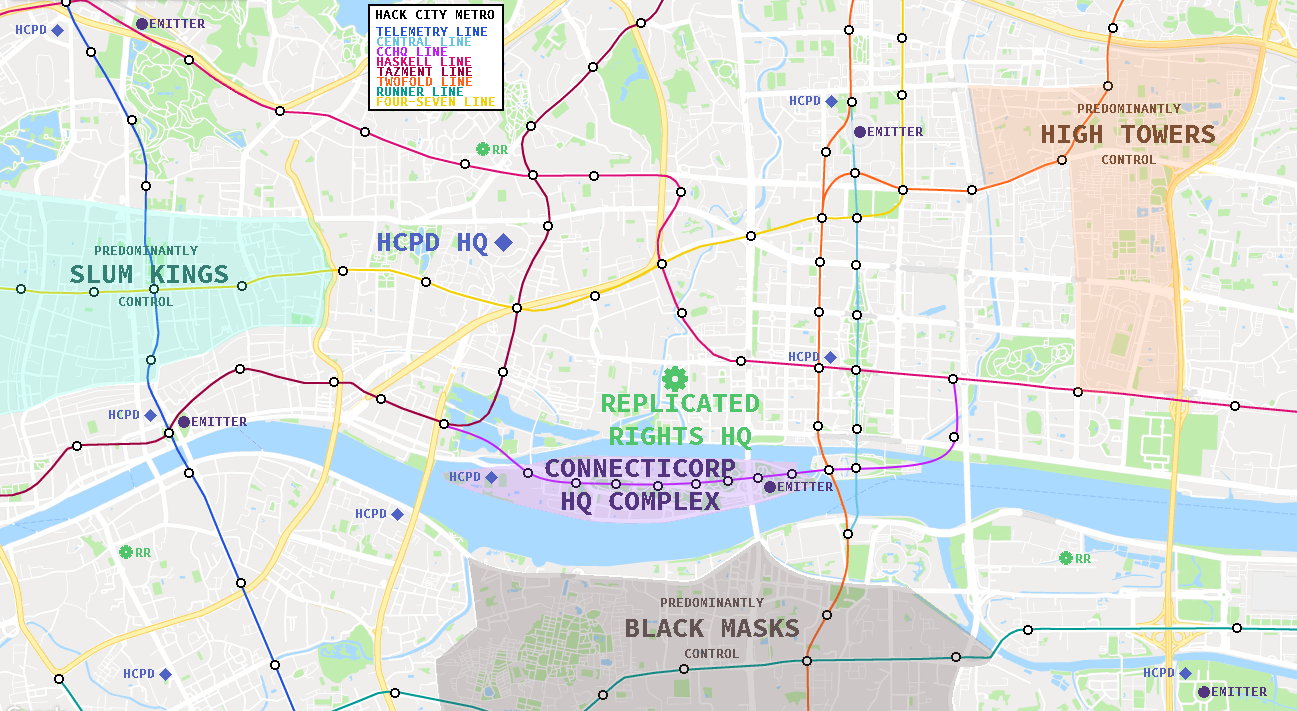 HACK CITY METRO
TELEMETRY LINE
CENTRAL LINE
CCHQ LINE
HASKELL LINE
TAZMENT LINE
TWOFOLD LINE
RUNNER LINE
FOUR-SEVEN LINE
EMITTER
HCPD
HCPD
EMITTER
PREDOMINANTLY
HIGH TOWERS
CONTROL
RR
HCPD HQ
PREDOMINANTLY
SLUM KINGS
CONTROL
HCPD
REPLICATED
RIGHTS HQ
HCPD
EMITTER
CONNECTICORP
HQ COMPLEX
HCPD
EMITTER
HCPD
RR
RR
PREDOMINANTLY
BLACK MASKS
CONTROL
HCPD
HCPD
EMITTER